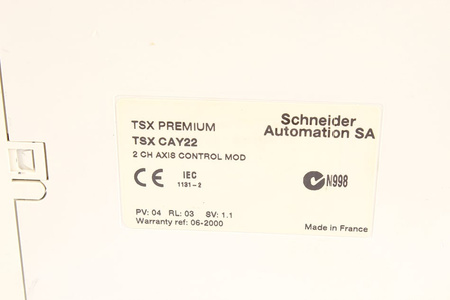 TSX PREMIUM
TSX CAY22
2 CH AXIS CONTROL MOD
Schneider
Automation SA
CE
IEC
1131-2
N998
PV: 04 RL: 03 SV: 1.1
Warranty ref: 06-2000
Made in France